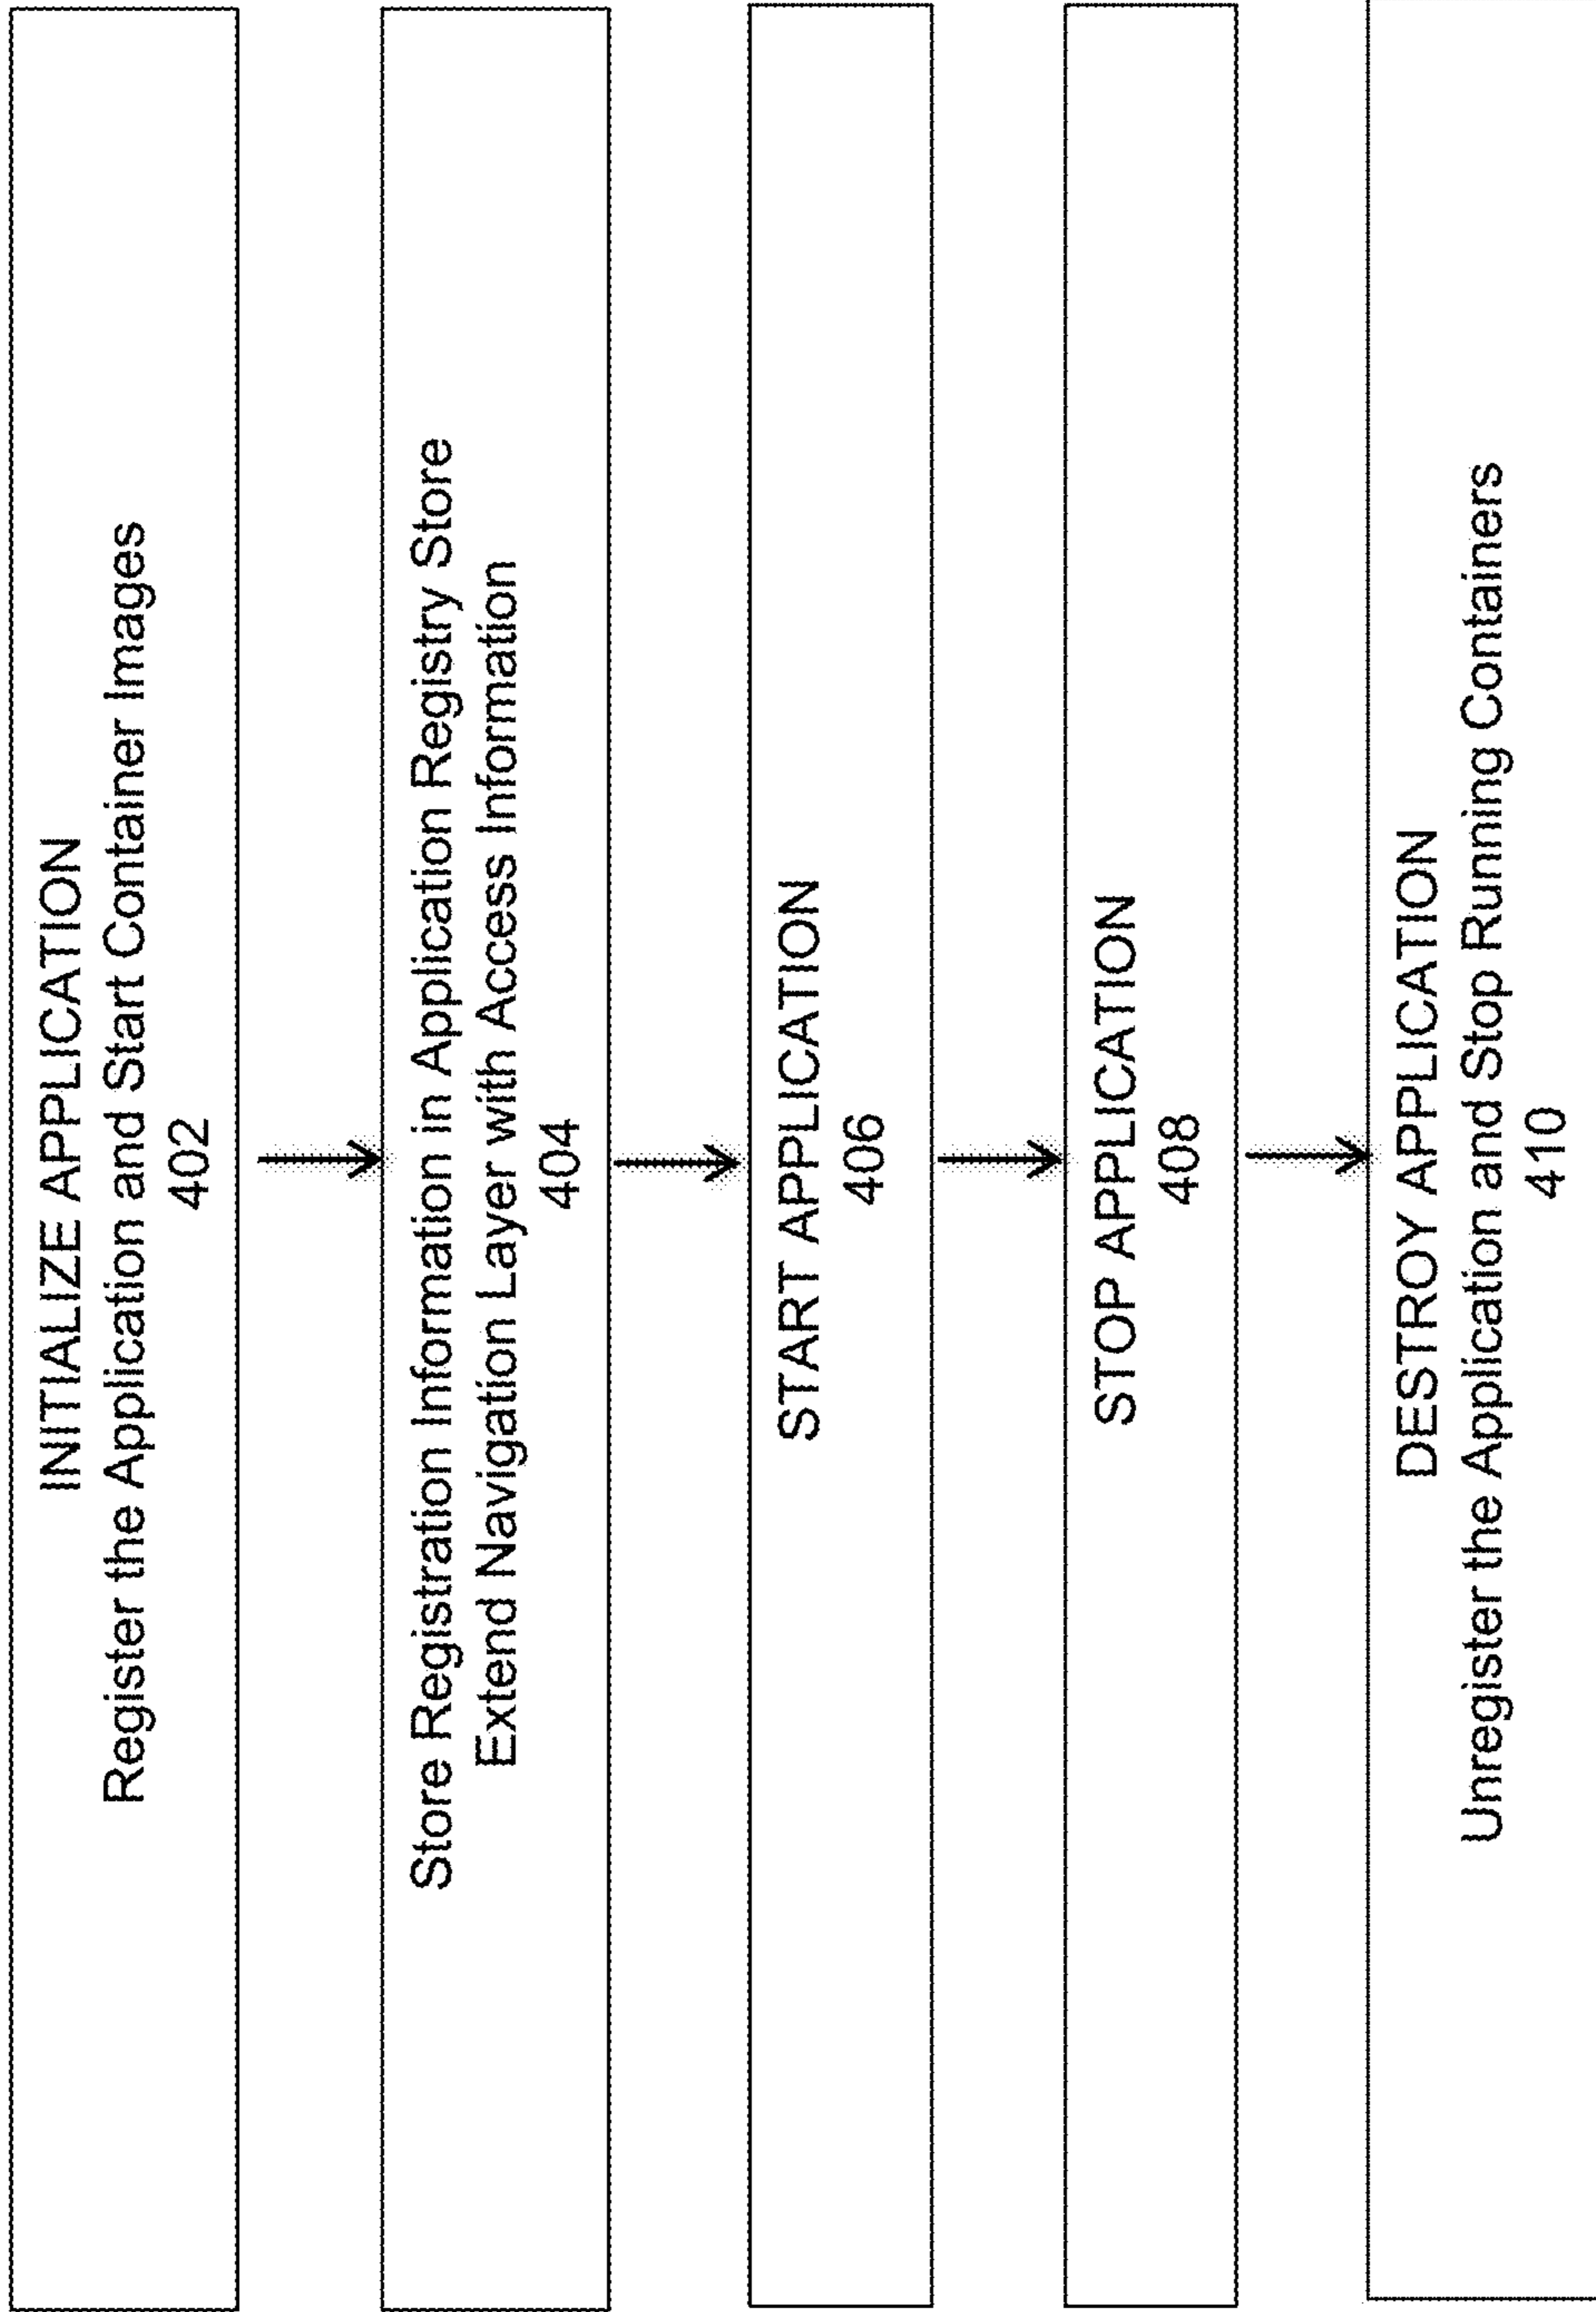 INITIALIZE APPLICATION
Register the Application and Start Container Images
402
Store Registration Information in Application Registry Store
Extend Navigation Layer with Access Information
404
START APPLICATION
406
STOP APPLICATION
408
DESTROY APPLICATION
Unregister the Application and Stop Running Containers
410